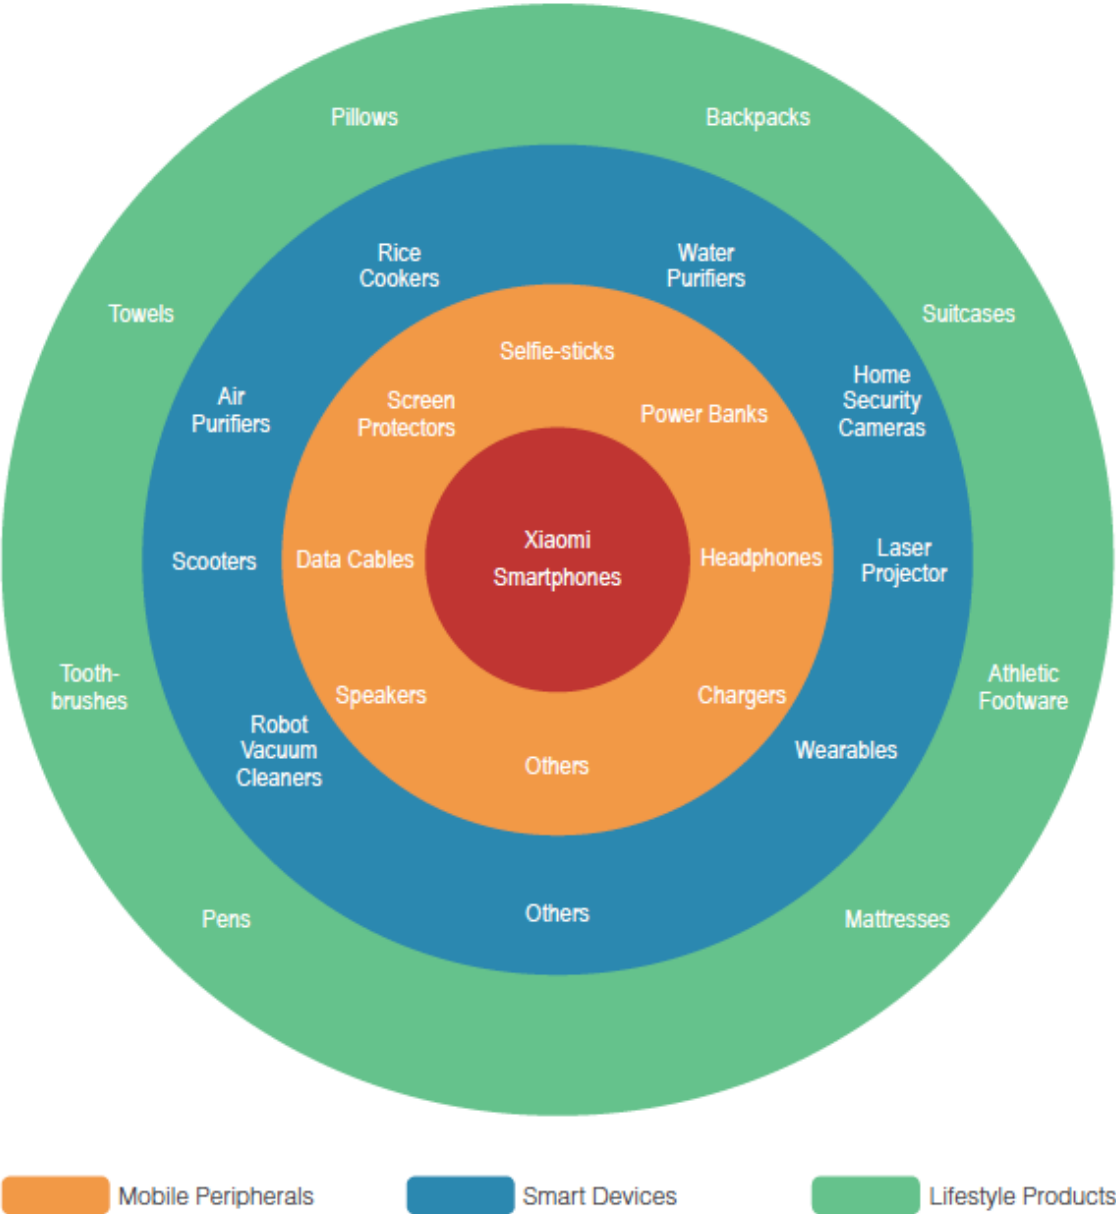 Pillows
Backpacks
Rice
Cookers
Water
Purifiers
Towels
Suitcases
Selfie-sticks
Air
Purifiers
Screen
Protectors
Power Banks
Home
Security
Cameras
Scooters
Data Cables
Xiaomi
Smartphones
Headphones
Laser
Projector
Tooth-
brushes
Speakers
Chargers
Athletic
Footware
Robot
Vacuum
Cleaners
Others
Wearables
Pens
Others
Mattresses
Mobile Peripherals
Smart Devices
Lifestyle Products